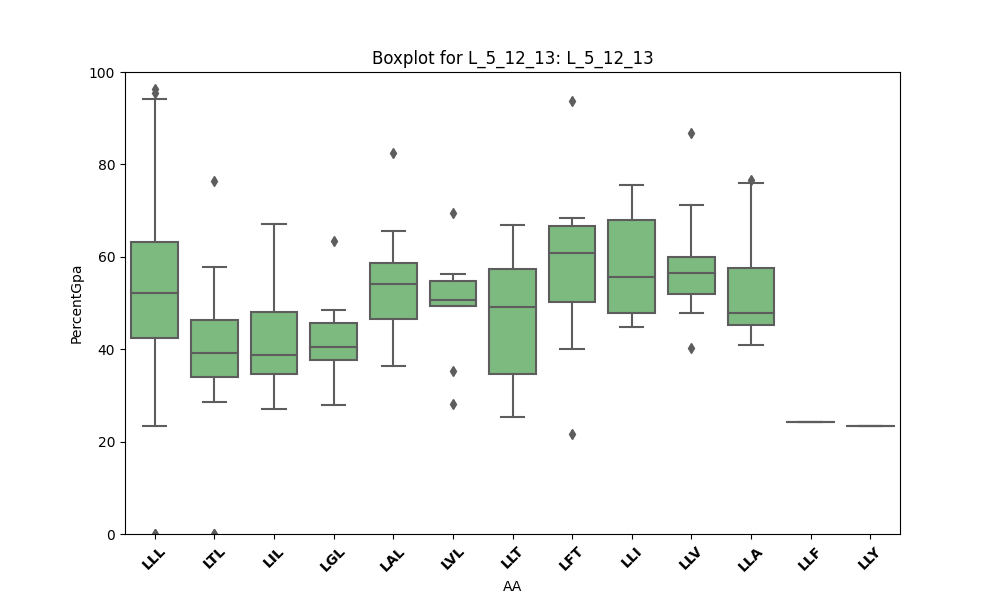 Boxplot for L_5_12_13: L_5_12_13
100
80
60
40
20
0
PercentGpa
LLL LTL LIL LGL LAL LVL LLT LFT LLI LLV LLA LLF LLY
AA